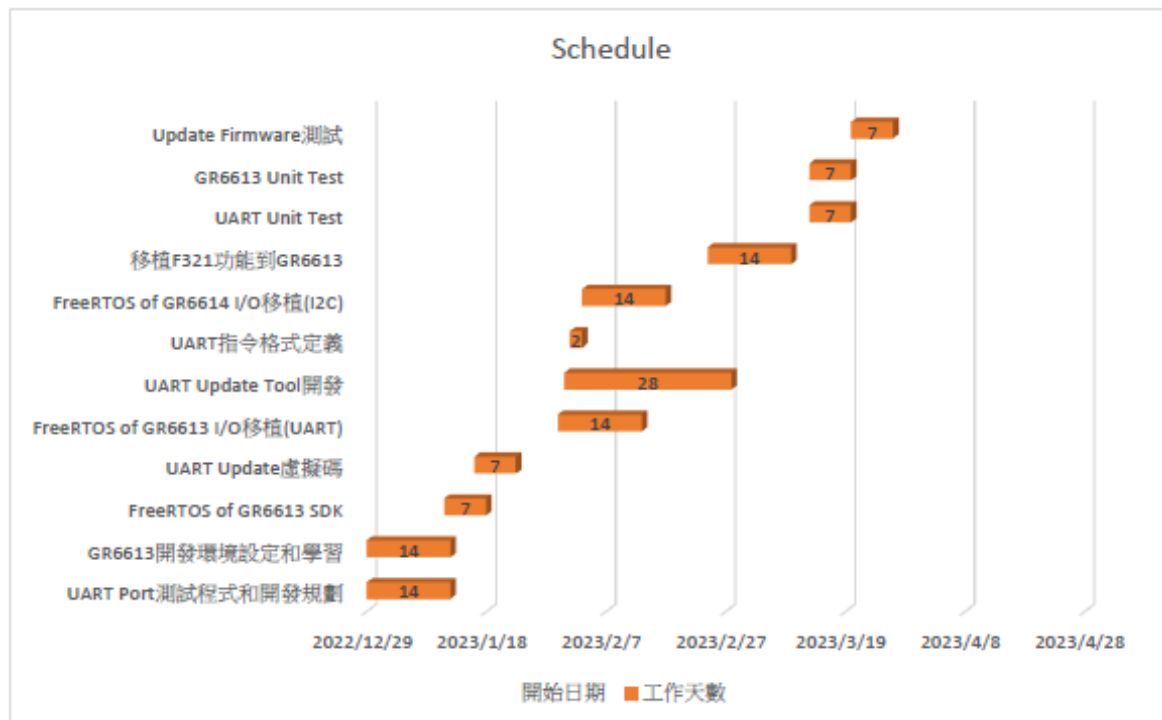 Schedule
Update Firmware測試
7
GR6613 Unit Test
7
UART Unit Test
7
移植F321功能到GR6613
14
FreeRTOS of GR6614 I/O移植(I2C)
14
UART指令格式定義
2
UART Update Tool開發
28
FreeRTOS of GR6613 I/O移植(UART)
14
UART Update虛擬碼
7
FreeRTOS of GR6613 SDK
7
GR6613開發環境設定和學習
14
UART Port測試程式和開發規劃
14
2022/12/29 2023/1/18 2023/2/7 2023/2/27 2023/3/19 2023/4/8 2023/4/28
開始日期 工作天數